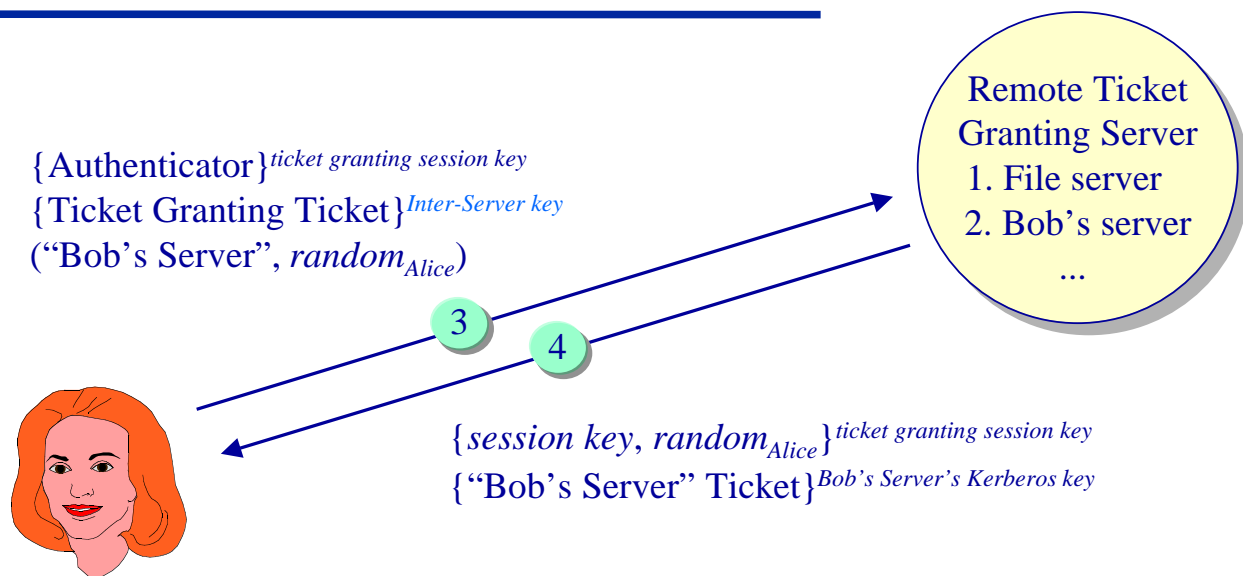 Remote Ticket
Granting Server
1. File server
2. Bob’s server
...
{Authenticator}ticket granting session key
{Ticket Granting Ticket}Inter-Server key
(“Bob’s Server”, randomAlice)
3
4
{session key, randomAlice}ticket granting session key
{“Bob’s Server” Ticket}Bob’s Server’s Kerberos key